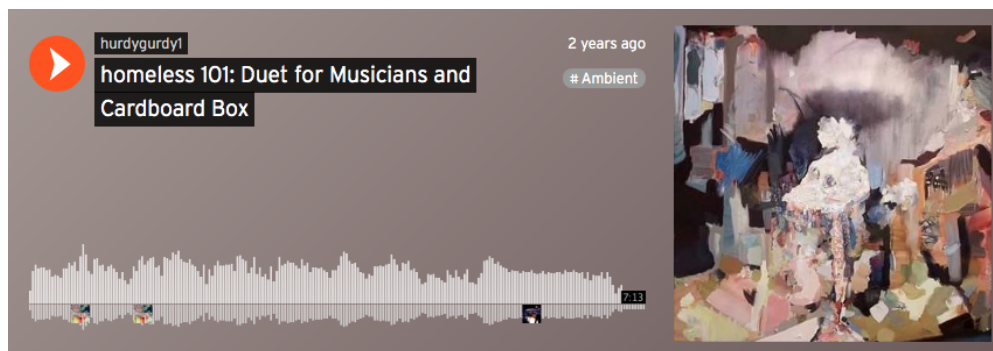 hurdygurdy1
2 years ago
homeless 101: Duet for Musicians and
Cardboard Box
# Ambient
7:13